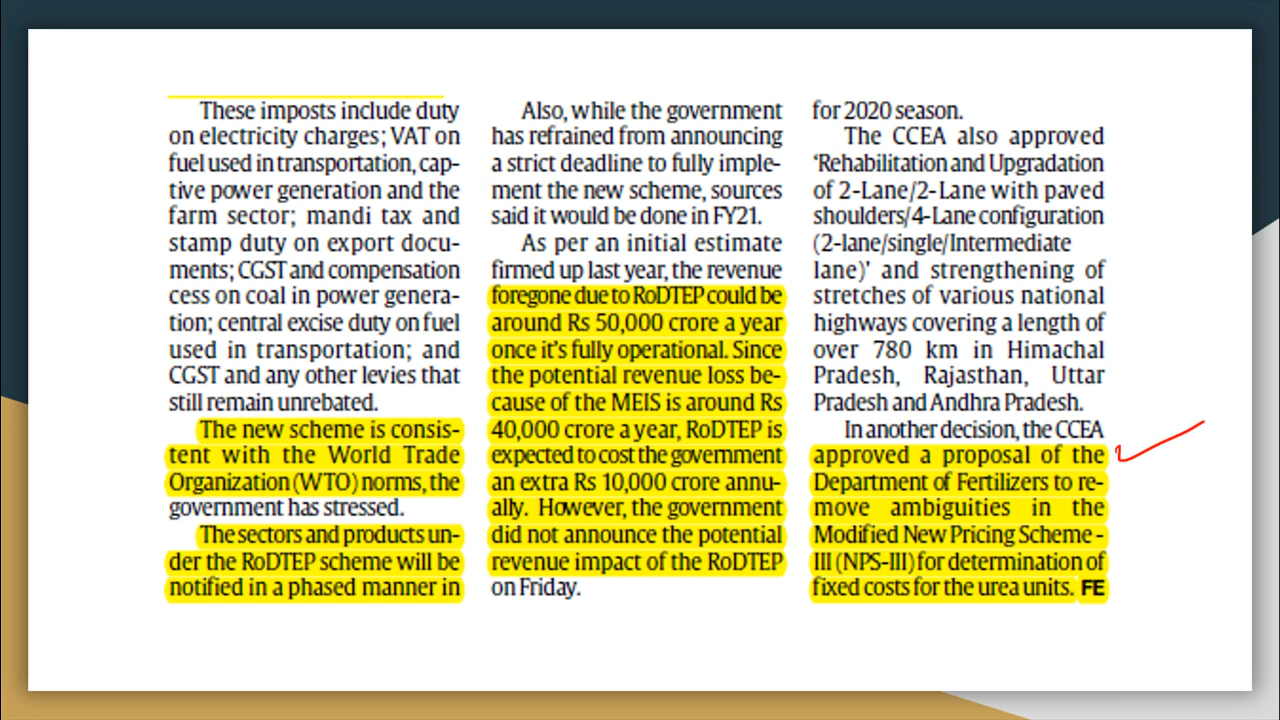 These imposts include duty
on electricity charges; VAT on
fuel used in transportation, cap-
tive power generation and the
farm sector; mandi tax and
stamp duty on export docu-
ments; CGST and compensation
cess on coal in power genera-
tion; central excise duty on fuel
used in transportation; and
CGST and any other levies that
still remain unrebated.
The new scheme is consis-
tent with the World Trade
Organization (WTO) norms, the
government has stressed.
The sectors and products un-
der the RoDTEP scheme will be
notified in a phased manner in
Also, while the government
has refrained from announcing
a strict deadline to fully imple-
ment the new scheme, sources
said it would be done in FY21.
As per an initial estimate
firmed up last year, the revenue
foregone due to RoDTEP could be
around Rs 50,000 crore a year
once it's fully operational. Since
the potential revenue loss be-
cause of the MEIS is around Rs
40,000 crore a year, RoDTEP is
expected to cost the government
an extra Rs 10,000 crore annu-
ally. However, the government
did not announce the potential
revenue impact of the RoDTEP
on Friday.
for 2020 season.
The CCEA also approved
‘Rehabilitation and Upgradation
of 2-Lane/2-Lane with paved
shoulders/4-Lane configuration
(2-lane/single/Intermediate
lane)’ and strengthening of
stretches of various national
highways covering a length of
over 780 km in Himachal
Pradesh, Rajasthan, Uttar
Pradesh and Andhra Pradesh.
In another decision, the CCEA
approved a proposal of the
Department of Fertilizers to re-
move ambiguities in the
Modified New Pricing Scheme -
III (NPS-III) for determination of
fixed costs for the urea units. FE